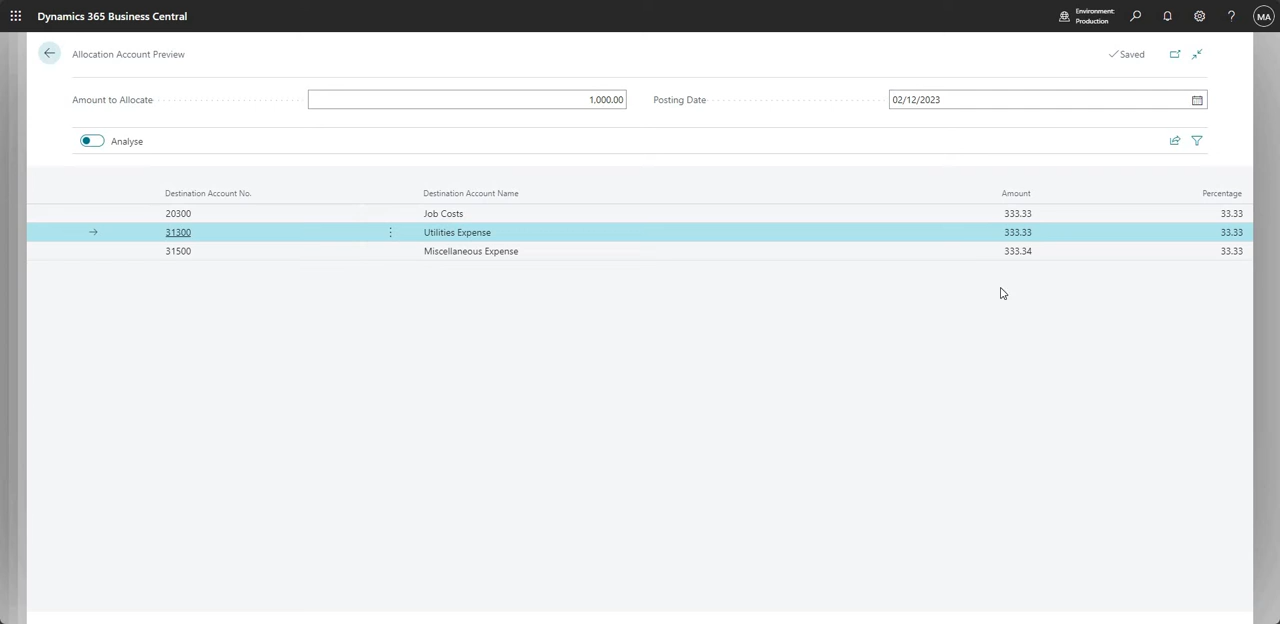 Dynamics 365 Business Central
Environment:
Production
?
MA
Allocation Account Preview
Saved
Amount to Allocate
1,000.00
Posting Date
02/12/2023
Analyse
Destination Account No. Destination Account Name Amount Percentage
20300 Job Costs 333.33 33.33
31300 Utilities Expense 333.33 33.33
31500 Miscellaneous Expense 333.34 33.33